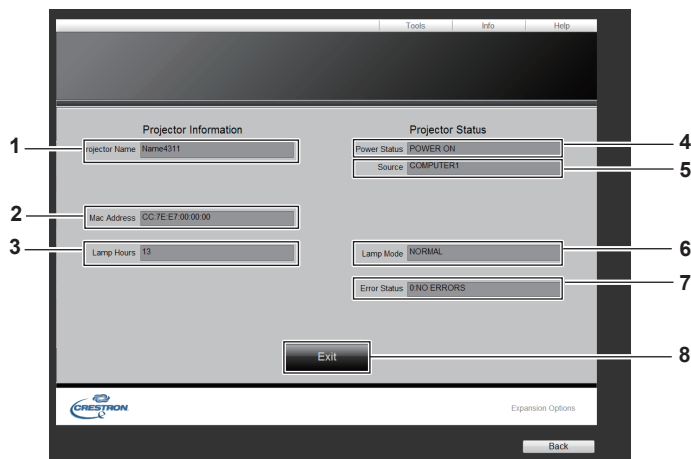 Tools Info Help
Projector Information
Projector Status
1
rojector Name Name4311
Power Status POWER ON
4
Source COMPUTER1
5
2
Mac Address CC:7E:E7:00:00:00
3
Lamp Hours 13
Lamp Mode NORMAL
6
Error Status 0:NO ERRORS
7
Exit
8
CRESTRON
Expansion Options
Back